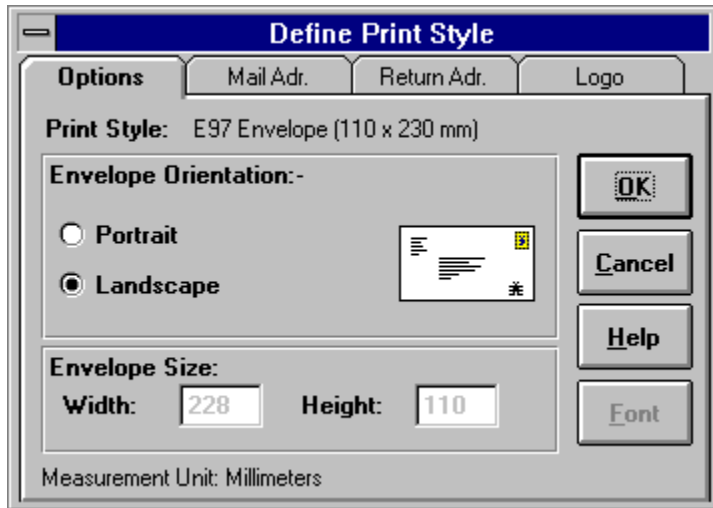 Define Print Style
Options Mail Adr. Return Adr. Logo
Print Style: E97 Envelope (110 x 230 mm)
Envelope Orientation:-
Portrait
Landscape
OK
Cancel
Help
Envelope Size:
Width: 228 Height: 110
Font
Measurement Unit: Millimeters